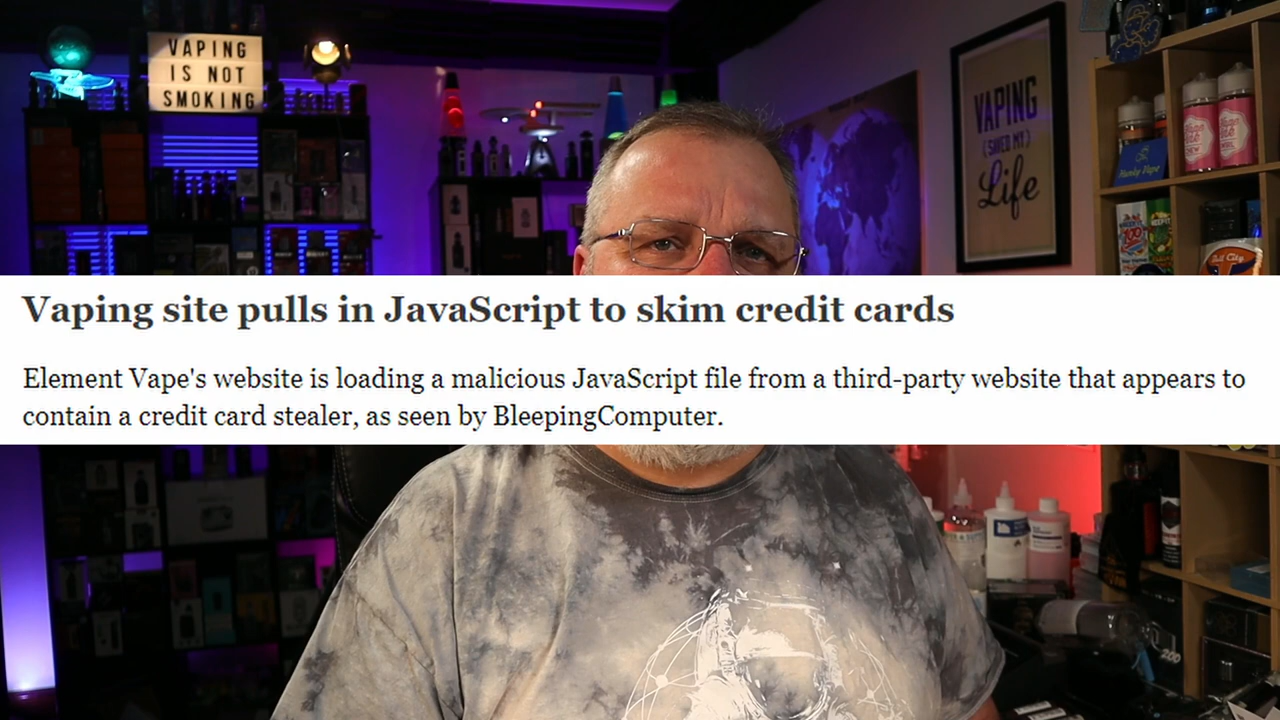 VAPING
IS NOT
SMOKING
VAPING
(SAVED MY)
Life
Vaping site pulls in JavaScript to skim credit cards
Element Vape's website is loading a malicious JavaScript file from a third-party website that appears to
contain a credit card stealer, as seen by BleepingComputer.